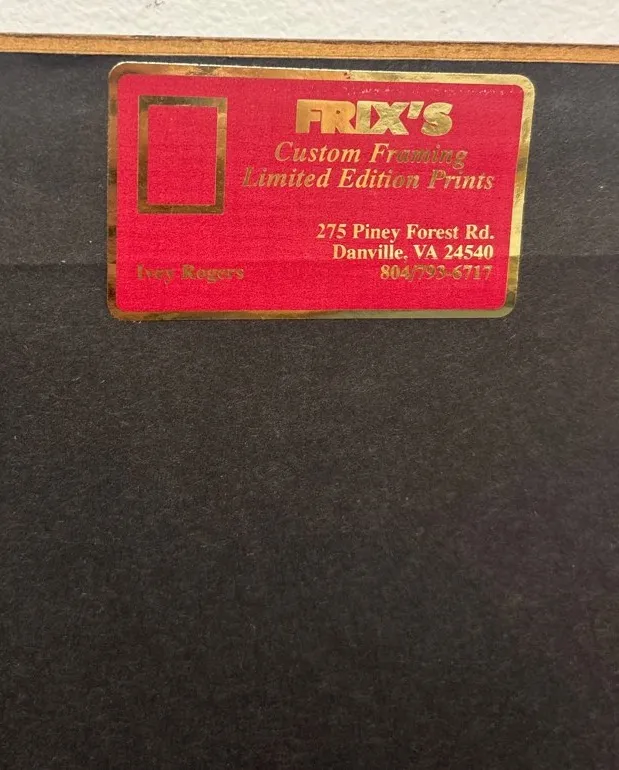 FRIX'S
Custom Framing
Limited Edition Prints
275 Piney Forest Rd.
Danville, VA 24540
Ivey Rogers
804/793-6717